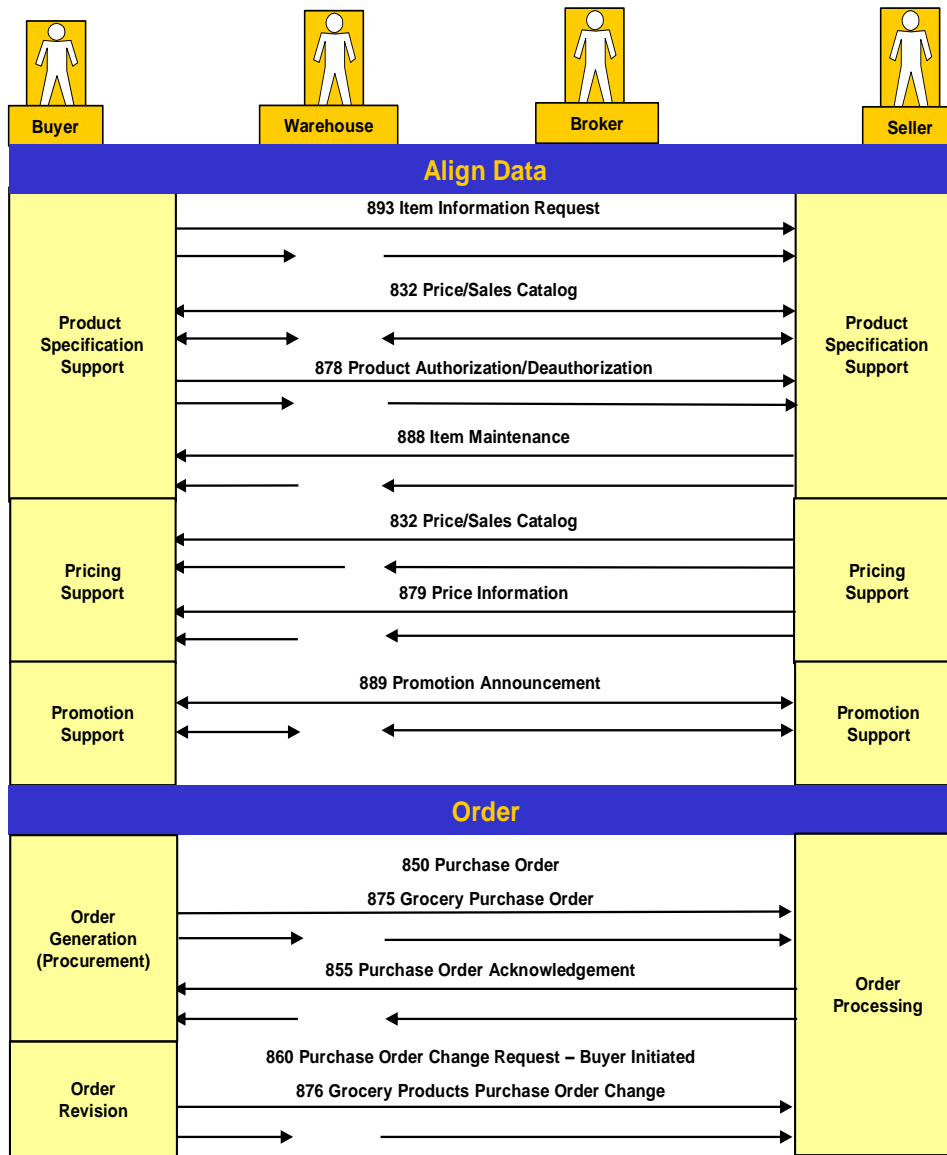 Buyer
Warehouse
Broker
Seller
Align Data
893 Item Information Request
832 Price/Sales Catalog
Product
Specification
Support
Product
Specification
Support
878 Product Authorization/Deauthorization
888 Item Maintenance
832 Price/Sales Catalog
Pricing
Support
Pricing
Support
879 Price Information
889 Promotion Announcement
Promotion
Support
Promotion
Support
Order
850 Purchase Order
875 Grocery Purchase Order
Order
Generation
(Procurement)
855 Purchase Order Acknowledgement
Order
Processing
860 Purchase Order Change Request – Buyer Initiated
876 Grocery Products Purchase Order Change
Order
Revision